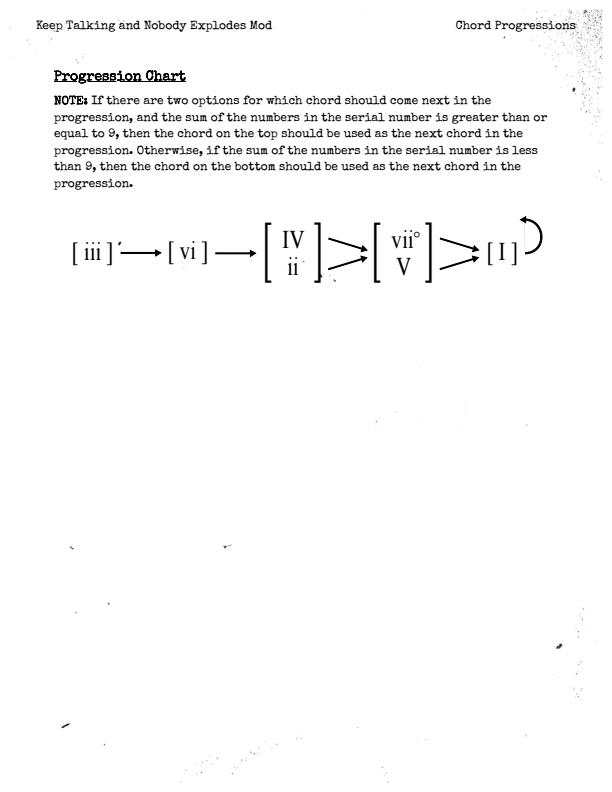 Keep Talking and Nobody Explodes Mod
Chord Progressions
Progression Chart
NOTE: If there are two options for which chord should come next in the
progression, and the sum of the numbers in the serial number is greater than or
equal to 9, then the chord on the top should be used as the next chord in the
progression. Otherwise, if the sum of the numbers in the serial number is less
than 9, then the chord on the bottom should be used as the next chord in the
progression.
IV vii°
[ iii ] [ vi ] [ I ]
ii V